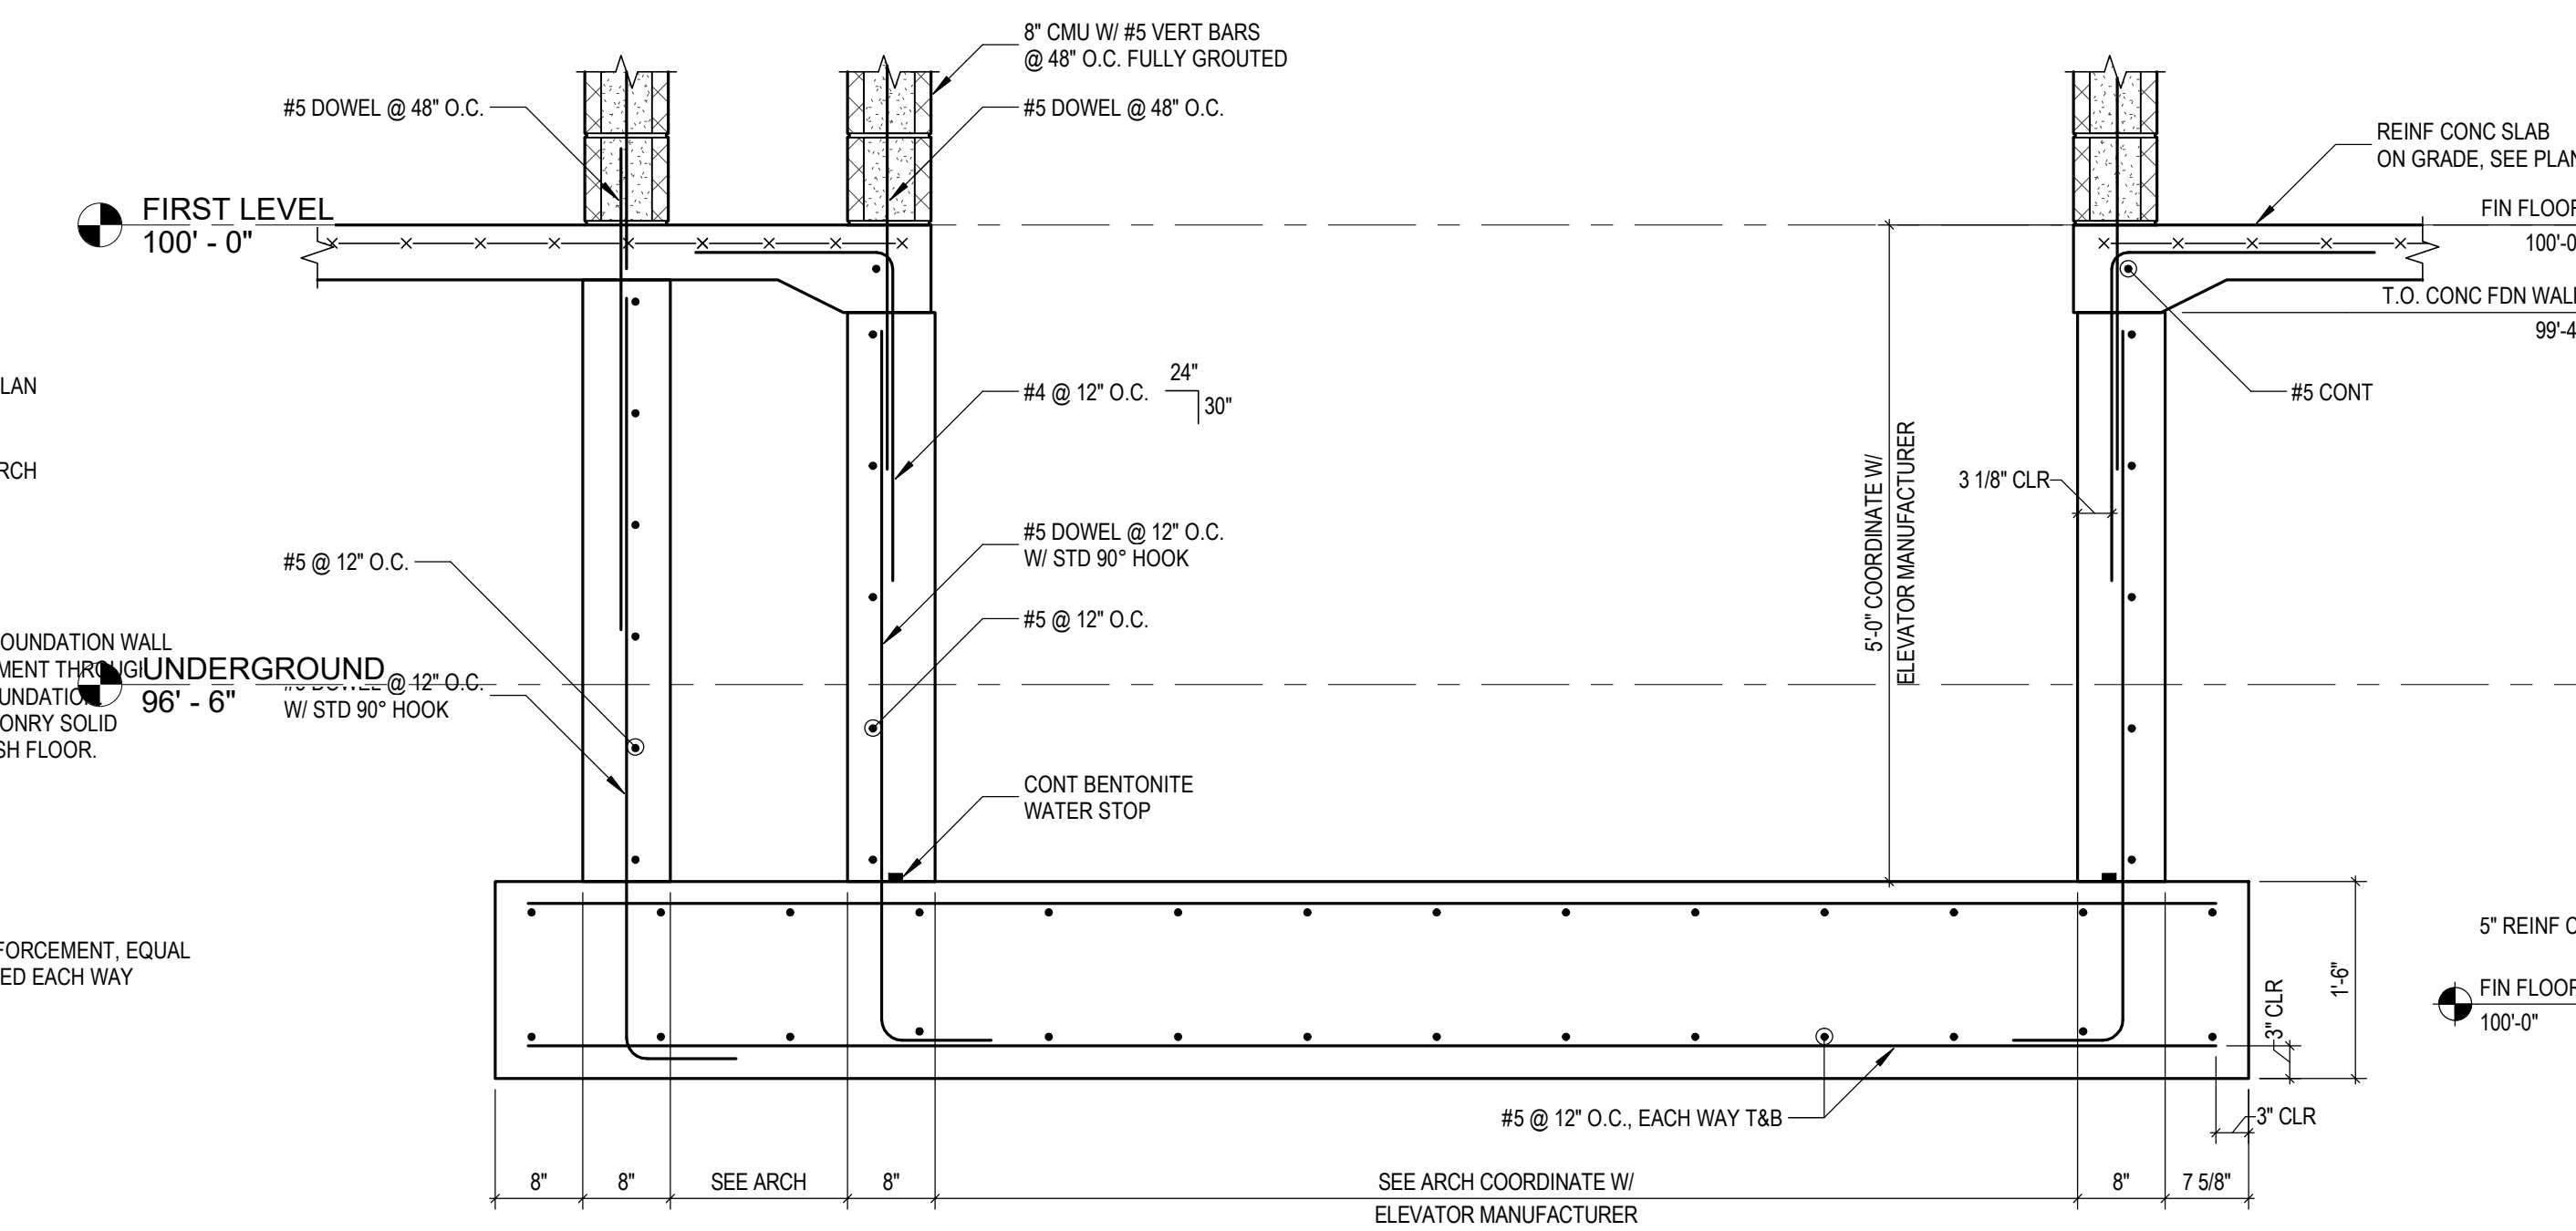 8" CMU W/ #5 VERT BARS
@ 48" O.C. FULLY GROUTED
#5 DOWEL @ 48" O.C.
#5 DOWEL @ 48" O.C.
REINF CONC SLAB
ON GRADE, SEE PLAN
FIRST LEVEL
100' - 0"
FIN FLOOR
100'-0
T.O. CONC FDN WALL
99'-4
LAN
24"
#4 @ 12" O.C.
30"
#5 CONT
RCH
3 1/8" CLR
5'-0" COORDINATE W/
ELEVATOR MANUFACTURER
#5 DOWEL @ 12" O.C.
W/ STD 90° HOOK
#5 @ 12" O.C.
#5 @ 12" O.C.
OUNDATION WALL
MENT THROUGH
UNDATION
ONRY SOLID
SH FLOOR.
UNDERGROUND
96' - 6"
DOWEL @ 12" O.C.
W/ STD 90° HOOK
CONT BENTONITE
WATER STOP
FORCEMENT, EQUAL
ED EACH WAY
5" REINF C
FIN FLOOR
100'-0"
3" CLR
1'-6"
#5 @ 12" O.C., EACH WAY T&B
3" CLR
8"
8"
SEE ARCH
8"
SEE ARCH COORDINATE W/
ELEVATOR MANUFACTURER
8"
7 5/8"